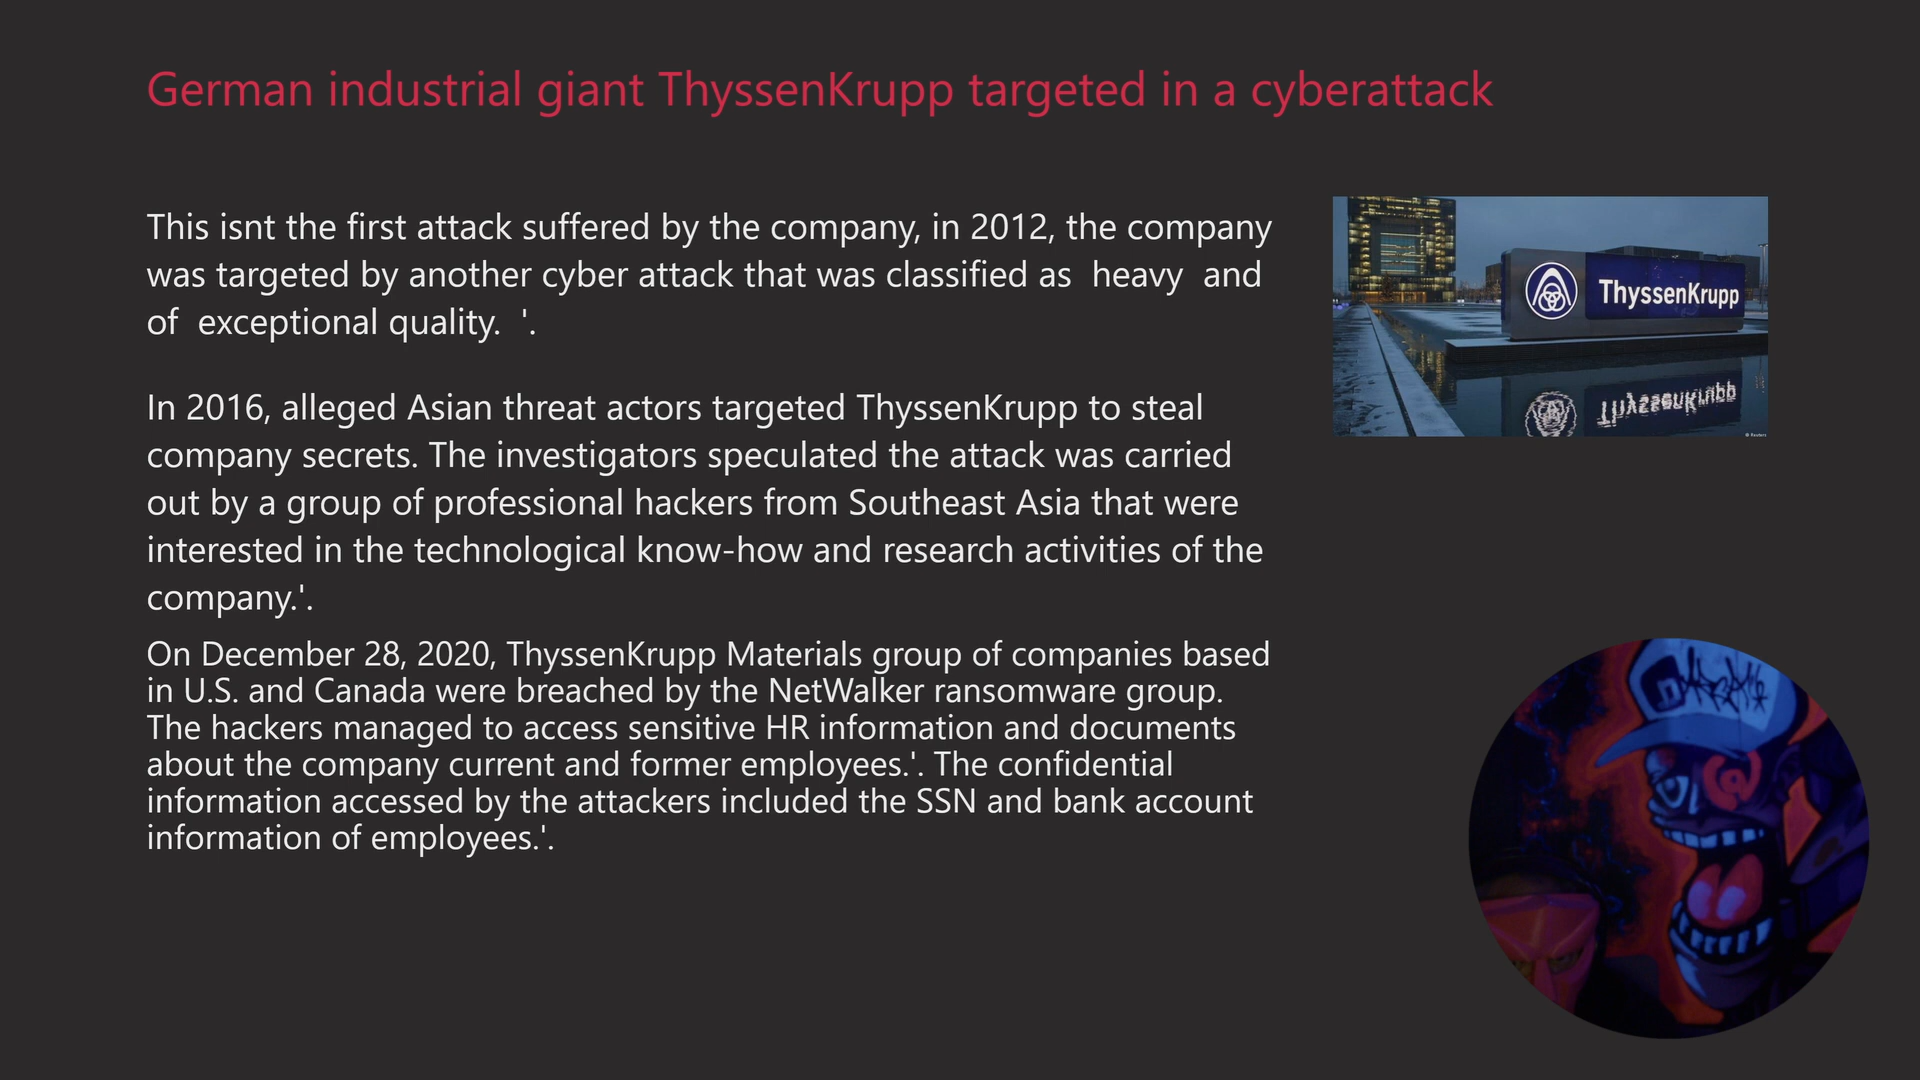 German industrial giant ThyssenKrupp targeted in a cyberattack
This isnt the first attack suffered by the company, in 2012, the company
was targeted by another cyber attack that was classified as  heavy  and
of  exceptional quality.  '.
ThyssenKrupp
ThyssenKrupp
© Reuters
In 2016, alleged Asian threat actors targeted ThyssenKrupp to steal
company secrets. The investigators speculated the attack was carried
out by a group of professional hackers from Southeast Asia that were
interested in the technological know-how and research activities of the
company.'.
On December 28, 2020, ThyssenKrupp Materials group of companies based
in U.S. and Canada were breached by the NetWalker ransomware group.
The hackers managed to access sensitive HR information and documents
about the company current and former employees.'. The confidential
information accessed by the attackers included the SSN and bank account
information of employees.'.